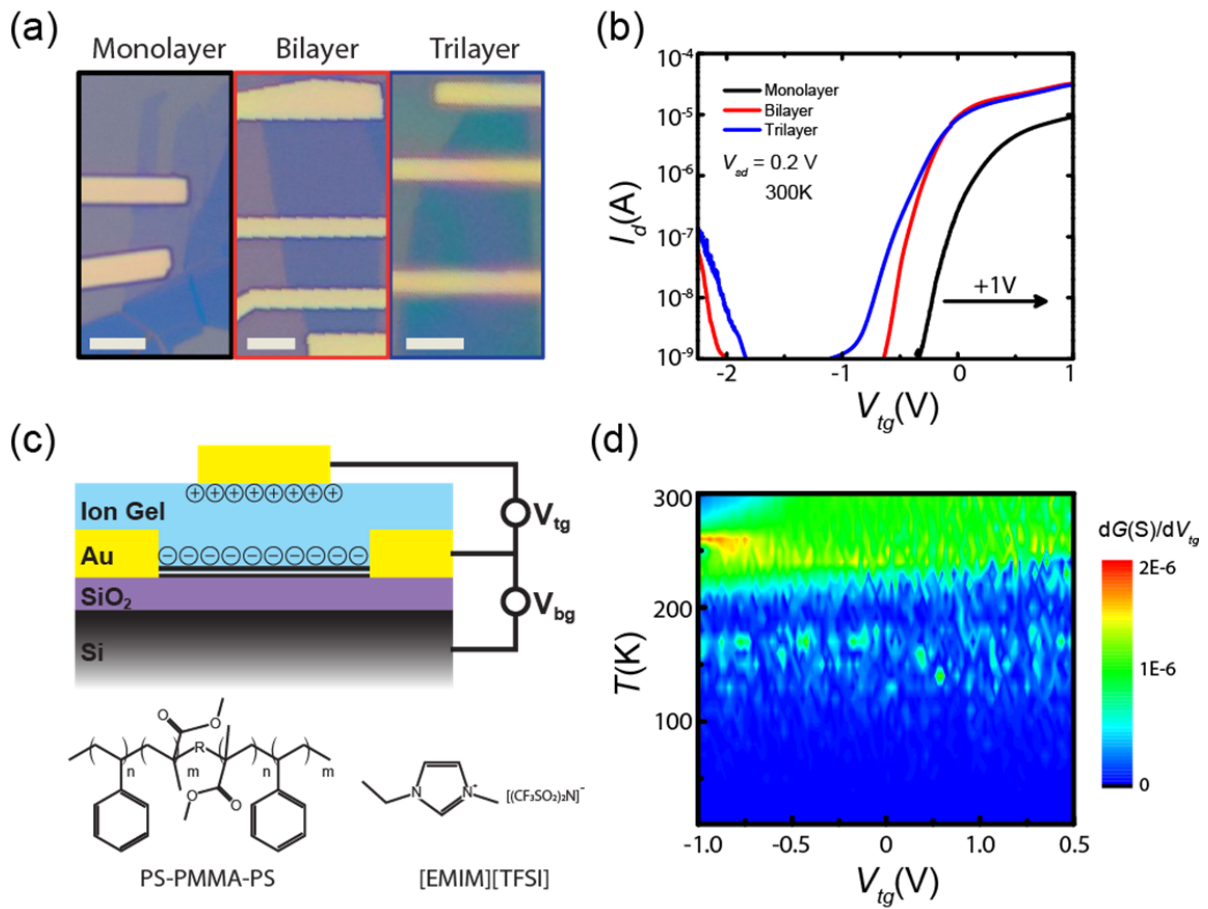 (a)
Monolayer Bilayer Trilayer
(b)
10⁻⁴
10⁻⁵
10⁻⁶
10⁻⁷
10⁻⁸
10⁻⁹
I_d(A)
Monolayer
Bilayer
Trilayer
V_sd = 0.2 V
300K
+1V
-2 -1 0 1
V_tg(V)
(c)
Ion Gel
Au
SiO₂
Si
V_tg
V_bg
O
O
R
O
O
n m n m
PS-PMMA-PS
N N⁺
[(CF₃SO₂)₂N]⁻
[EMIM][TFSI]
(d)
300
200
100
T(K)
-1.0 -0.5 0 1.0 0.5
V_tg(V)
dG(S)/dV_tg
2E-6
1E-6
0